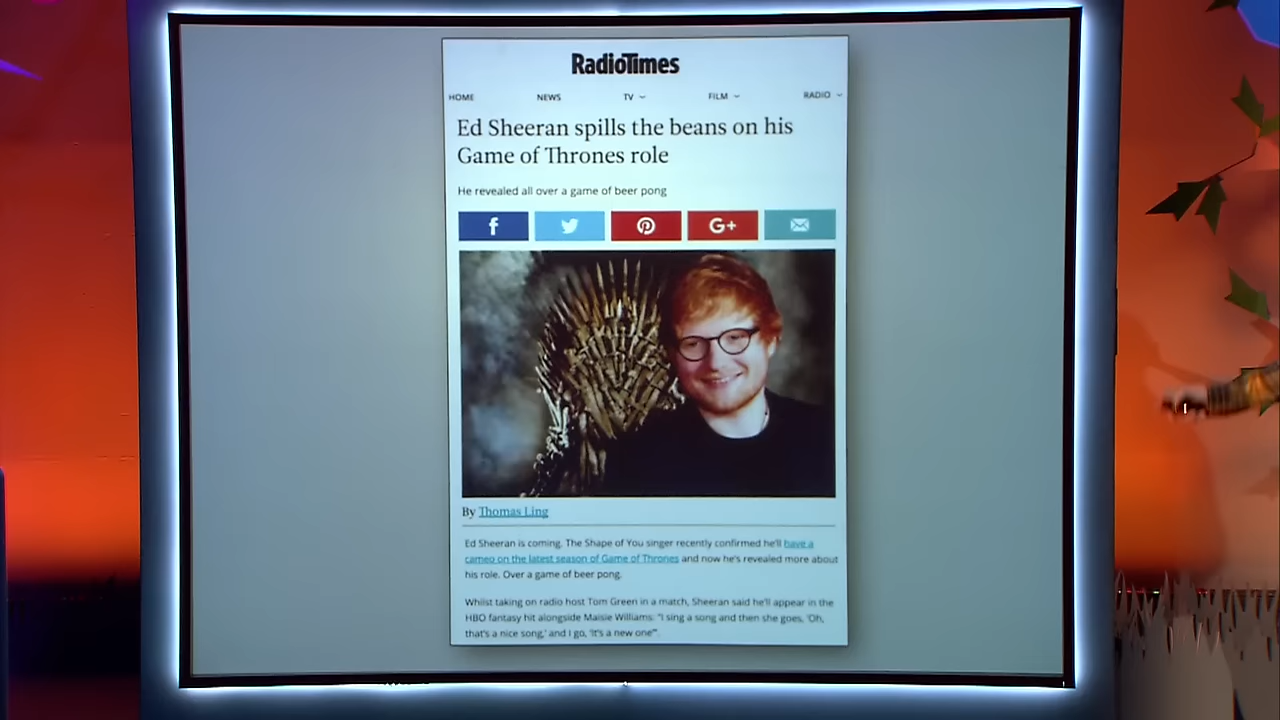 RadioTimes
HOME NEWS TV FILM RADIO
Ed Sheeran spills the beans on his
Game of Thrones role
He revealed all over a game of beer pong
f G+
By Thomas Ling
Ed Sheeran is coming. The Shape of You singer recently confirmed he'll have a
cameo on the latest season of Game of Thrones and now he's revealed more about
his role. Over a game of beer pong.
Whilst taking on radio host Tom Green in a match, Sheeran said he'll appear in the
HBO fantasy hit alongside Maisie Williams: "I sing a song and then she goes, 'Oh,
that's a nice song,' and I go, 'It's a new one'".